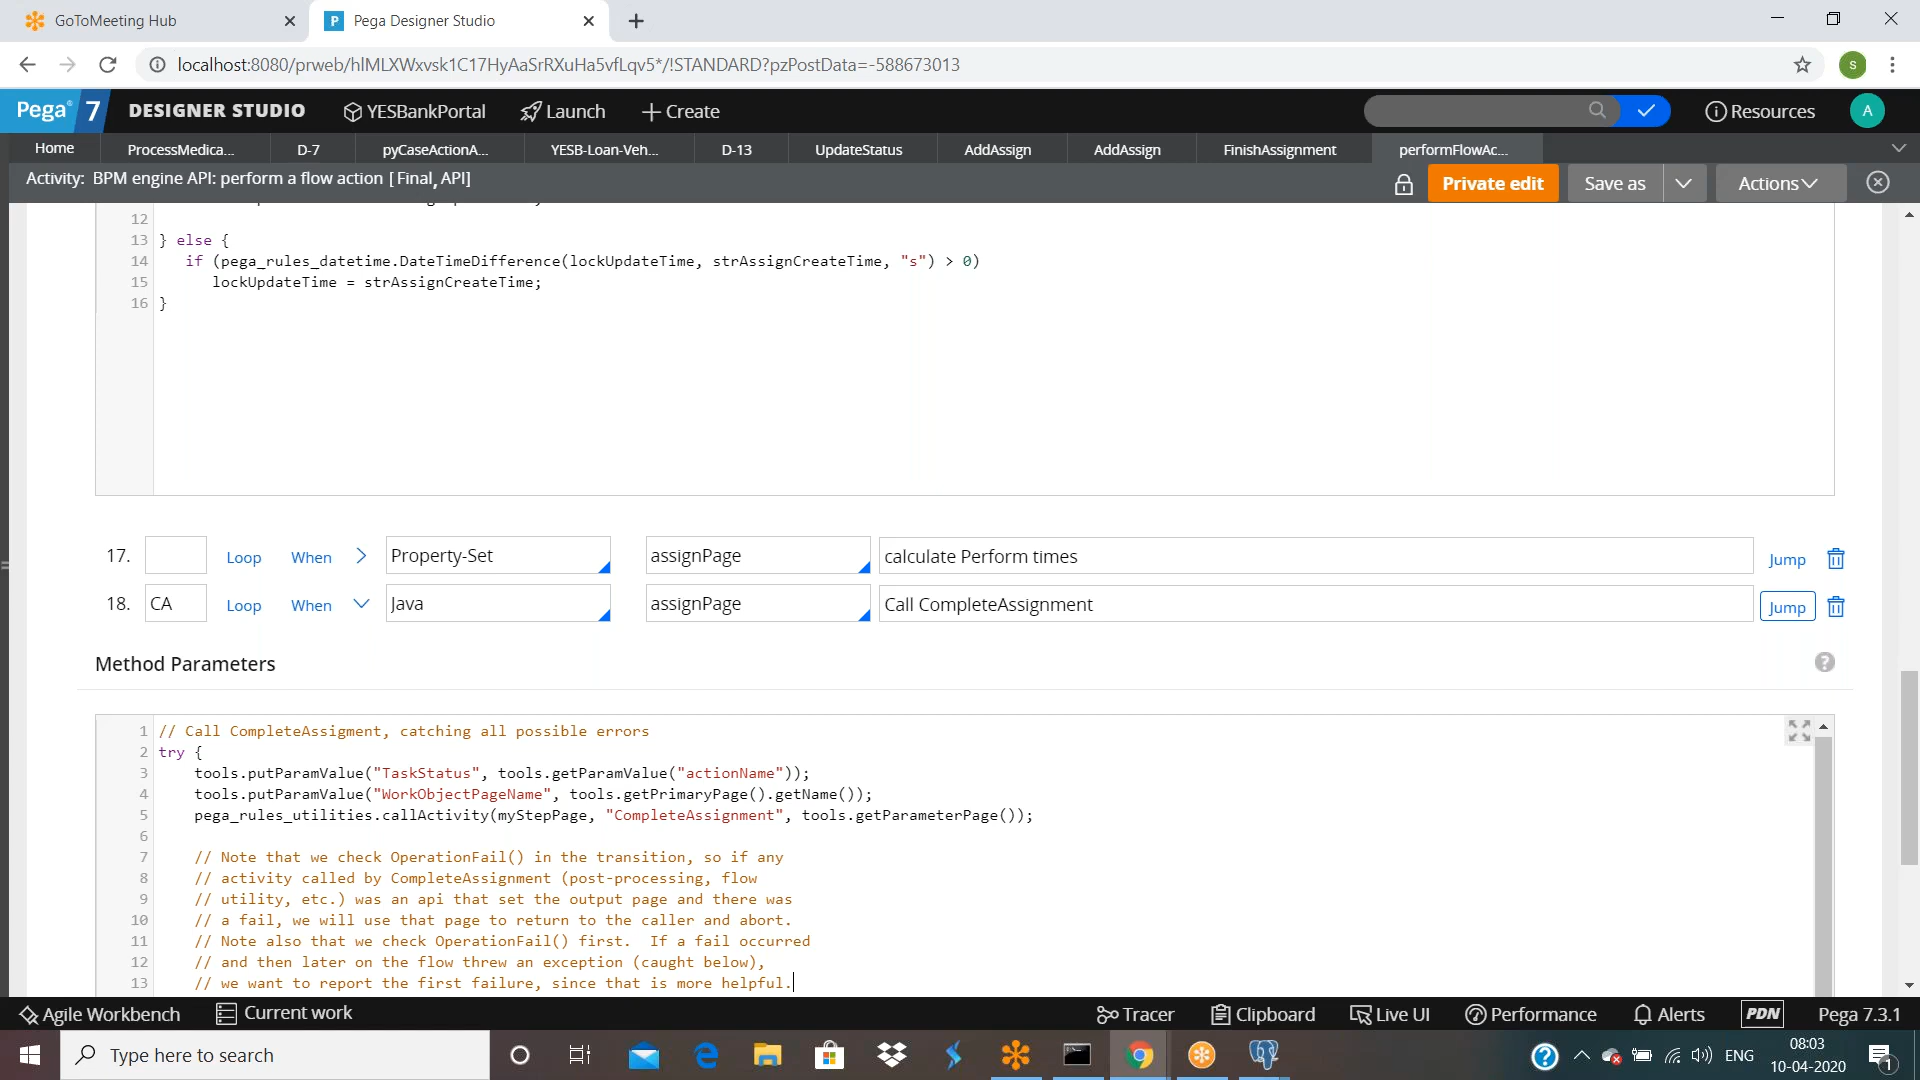 GoToMeeting Hub
P Pega Designer Studio
localhost:8080/prweb/hIMLXWxvsk1C17HyAaSrRXuHa5vfLqv5*/!STANDARD?pzPostData=-588673013
s
Pega 7 DESIGNER STUDIO YESBankPortal Launch Create Resources A
Home ProcessMedica... D-7 pyCaseActionA... YESB-Loan-Veh... D-13 UpdateStatus AddAssign AddAssign FinishAssignment performFlowAc...
Activity: BPM engine API: perform a flow action [ Final, API] Private edit Save as Actions
12
13 } else {
14 if (pega_rules_datetime.DateTimeDifference(lockUpdateTime, strAssignCreateTime, "s") > 0)
15 lockUpdateTime = strAssignCreateTime;
16 }
17. Loop When Property-Set assignPage calculate Perform times Jump
18. CA Loop When Java assignPage Call CompleteAssignment Jump
Method Parameters ?
1 // Call CompleteAssigment, catching all possible errors
2 try {
3 tools.putParamValue("TaskStatus", tools.getParamValue("actionName"));
4 tools.putParamValue("WorkObjectPageName", tools.getPrimaryPage().getName());
5 pega_rules_utilities.callActivity(myStepPage, "CompleteAssignment", tools.getParameterPage());
6
7 // Note that we check OperationFail() in the transition, so if any
8 // activity called by CompleteAssignment (post-processing, flow
9 // utility, etc.) was an api that set the output page and there was
10 // a fail, we will use that page to return to the caller and abort.
11 // Note also that we check OperationFail() first. If a fail occurred
12 // and then later on the flow threw an exception (caught below),
13 // we want to report the first failure, since that is more helpful.
Agile Workbench Current work Tracer Clipboard Live UI Performance Alerts PDN Pega 7.3.1
Type here to search ENG 08:03
10-04-2020 1